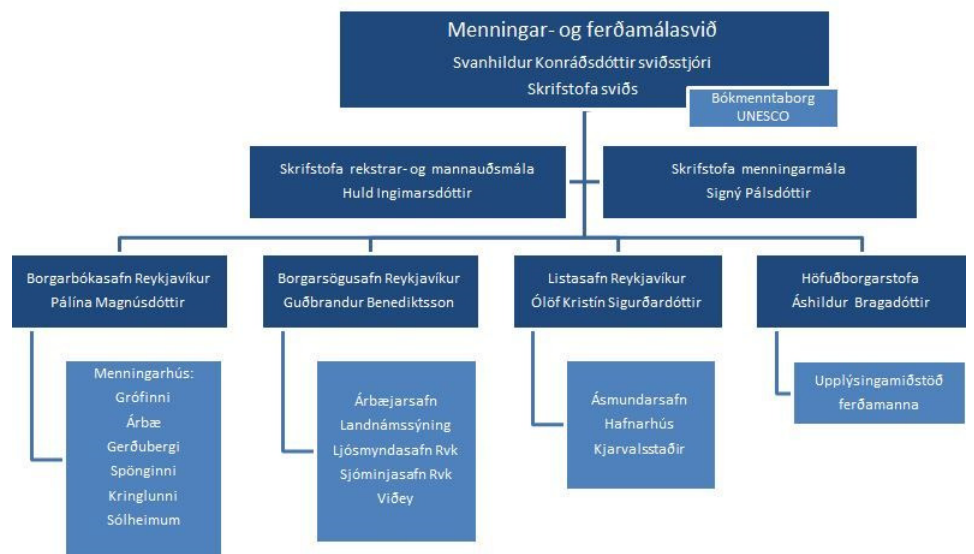 Menningar- og ferðamálasvið
Svanhildur Konráðsdóttir sviðsstjóri
Skrifstofa sviðs
Bókmenntaborg
UNESCO
Skrifstofa rekstrar- og mannauðsmála
Huld Ingimarsdóttir
Skrifstofa menningarmála
Signý Pálsdóttir
Borgarbókasafn Reykjavíkur
Pálína Magnúsdóttir
Borgarsögusafn Reykjavíkur
Guðbrandur Benediktsson
Listasafn Reykjavíkur
Ólöf Kristín Sigurðardóttir
Höfuðborgarstofa
Áshildur Bragadóttir
Menningarhús:
Grófinni
Árbæ
Gerðubergi
Spönginni
Kringlunni
Sólheimum
Árbæjarsafn
Landnámssýning
Ljósmyndasafn Rvk
Sjóminjasafn Rvk
Viðey
Ásmundarsafn
Hafnarhús
Kjarvalsstaðir
Upplýsingamiðstöð
ferðamanna